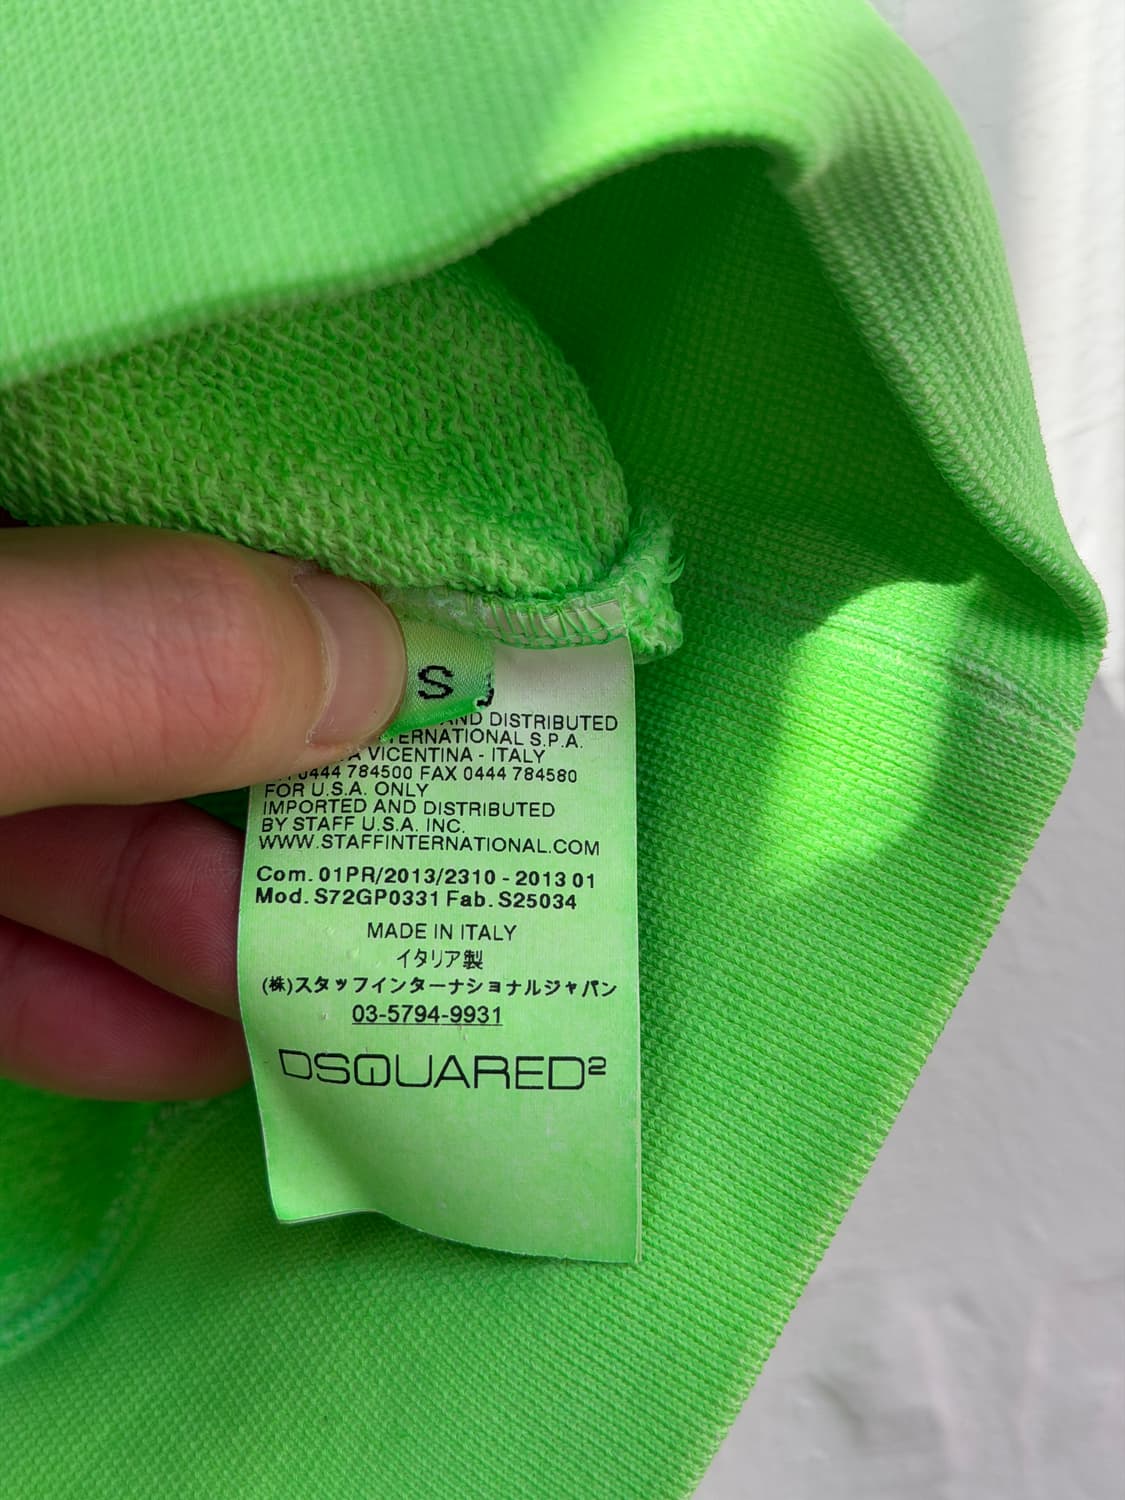 S
AND DISTRIBUTED
INTERNATIONAL S.P.A.
VICENTINA - ITALY
0444 784500 FAX 0444 784580
FOR U.S.A. ONLY
IMPORTED AND DISTRIBUTED
BY STAFF U.S.A. INC.
WWW.STAFFINTERNATIONAL.COM
Com. 01PR/2013/2310 - 2013 01
Mod. S72GP0331 Fab. S25034
MADE IN ITALY
イタリア製
(株)スタッフインターナショナルジャパン
03-5794-9931
DSQUARED²